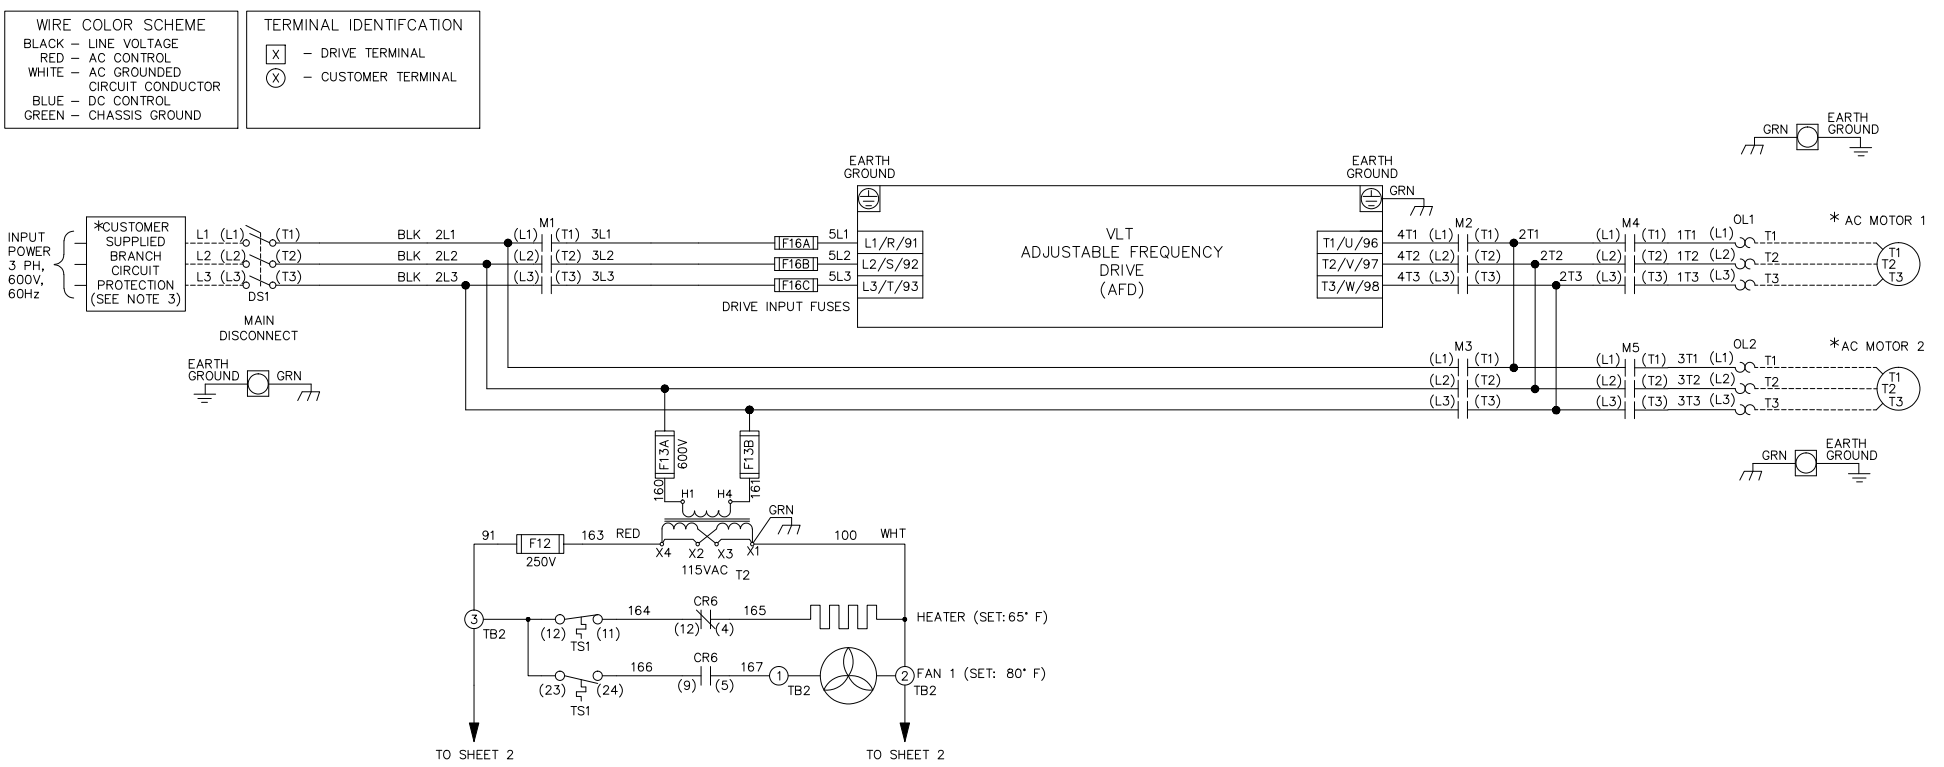 WIRE COLOR SCHEME
BLACK – LINE VOLTAGE
RED – AC CONTROL
WHITE – AC GROUNDED
CIRCUIT CONDUCTOR
BLUE – DC CONTROL
GREEN – CHASSIS GROUND
TERMINAL IDENTIFCATION
X – DRIVE TERMINAL
X – CUSTOMER TERMINAL
GRN
EARTH
GROUND
EARTH
GROUND
EARTH
GROUND
GRN
INPUT
POWER
3 PH,
600V,
60Hz
*CUSTOMER
SUPPLIED
BRANCH
CIRCUIT
PROTECTION
(SEE NOTE 3)
L1 (L1) (T1) BLK 2L1 (L1) M1 (T1) 3L1 F16A 5L1 L1/R/91
L2 (L2) (T2) BLK 2L2 (L2) (T2) 3L2 F16B 5L2 L2/S/92
L3 (L3) (T3) BLK 2L3 (L3) (T3) 3L3 F16C 5L3 L3/T/93
DS1
MAIN
DISCONNECT
DRIVE INPUT FUSES
VLT
ADJUSTABLE FREQUENCY
DRIVE
(AFD)
T1/U/96 4T1 (L1) M2 (T1) 2T1 (L1) M4 (T1) 1T1 (L1) OL1 T1
T2/V/97 4T2 (L2) (T2) 2T2 (L2) (T2) 1T2 (L2) T2
T3/W/98 4T3 (L3) (T3) 2T3 (L3) (T3) 1T3 (L3) T3
* AC MOTOR 1
T1
T2
T3
EARTH
GROUND
GRN
M3 M5 OL2
(L1) (T1) (L1) (T1) 3T1 (L1) T1
(L2) (T2) (L2) (T2) 3T2 (L2) T2
(L3) (T3) (L3) (T3) 3T3 (L3) T3
* AC MOTOR 2
T1
T2
T3
GRN
EARTH
GROUND
F13A
600V
F13B
160
161
H1 H4
GRN
91 F12 163 RED
250V
X4 X2 X3 X1
115VAC T2
100 WHT
3
TB2
(12) (11)
TS1
164
CR6
(12) (4)
165
HEATER (SET:65° F)
(23) (24)
TS1
166
CR6
(9) (5)
167
1
TB2
2
TB2
FAN 1 (SET: 80° F)
TO SHEET 2
TO SHEET 2